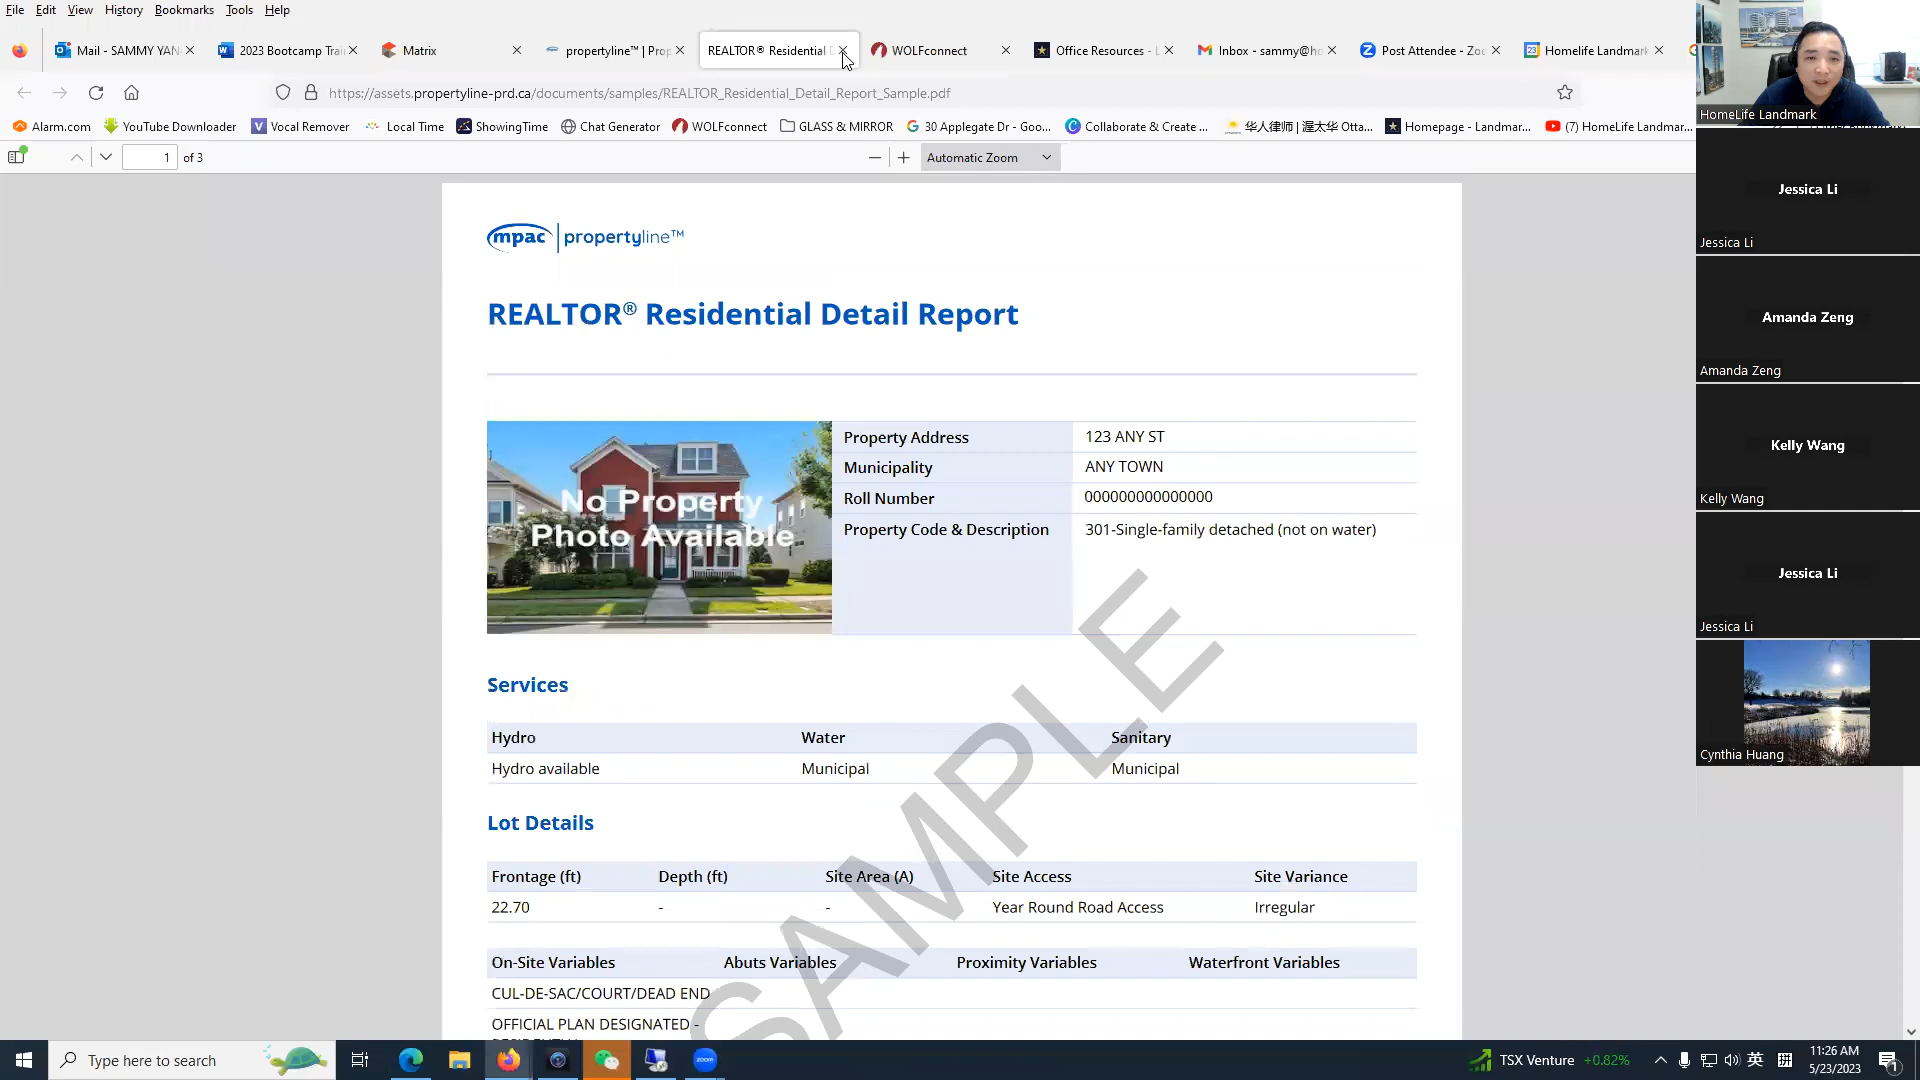 File Edit View History Bookmarks Tools Help
Mail - SAMMY YAN
2023 Bootcamp Trai
Matrix
propertyline™ | Prop
REALTOR® Residential D
WOLFconnect
Office Resources - L
Inbox - sammy@ho
Post Attendee - Zoo
23 Homelife Landmark
https://assets.propertyline-prd.ca/documents/samples/REALTOR_Residential_Detail_Report_Sample.pdf
Alarm.com YouTube Downloader Vocal Remover Local Time ShowingTime Chat Generator WOLFconnect GLASS & MIRROR 30 Applegate Dr - Goo... Collaborate & Create ... 华人律师 | 渥太华 Otta... Homepage - Landmar... (7) HomeLife Landmar...
1 of 3
Automatic Zoom
mpac | propertyline™
REALTOR® Residential Detail Report
No Property
Photo Available
Property Address 123 ANY ST
Municipality ANY TOWN
Roll Number 000000000000000
Property Code & Description 301-Single-family detached (not on water)
Services
Hydro Water Sanitary
Hydro available Municipal Municipal
Lot Details
Frontage (ft) Depth (ft) Site Area (A) Site Access Site Variance
22.70 - - Year Round Road Access Irregular
On-Site Variables Abuts Variables Proximity Variables Waterfront Variables
CUL-DE-SAC/COURT/DEAD END
OFFICIAL PLAN DESIGNATED -
SAMPLE
HomeLife Landmark
Jessica Li
Jessica Li
Amanda Zeng
Amanda Zeng
Kelly Wang
Kelly Wang
Jessica Li
Jessica Li
Cynthia Huang
Type here to search
zoom
TSX Venture +0.82%
英
拼
11:26 AM
5/23/2023
1